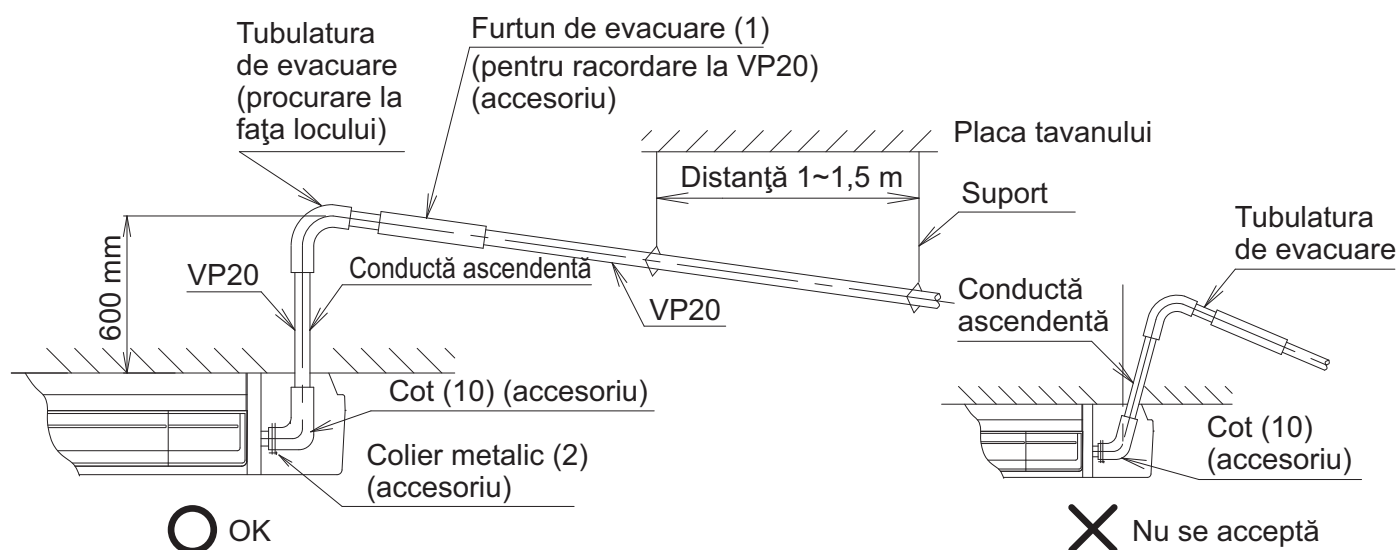 Tubulatura
de evacuare
(procurare la
faţa locului)
Furtun de evacuare (1)
(pentru racordare la VP20)
(accesoriu)
Placa tavanului
Distanţă 1~1,5 m
Suport
600 mm
VP20
Conductă ascendentă
VP20
Cot (10) (accesoriu)
Colier metalic (2)
(accesoriu)
OK
Tubulatura
de evacuare
Conductă
ascendentă
Cot (10)
(accesoriu)
Nu se acceptă